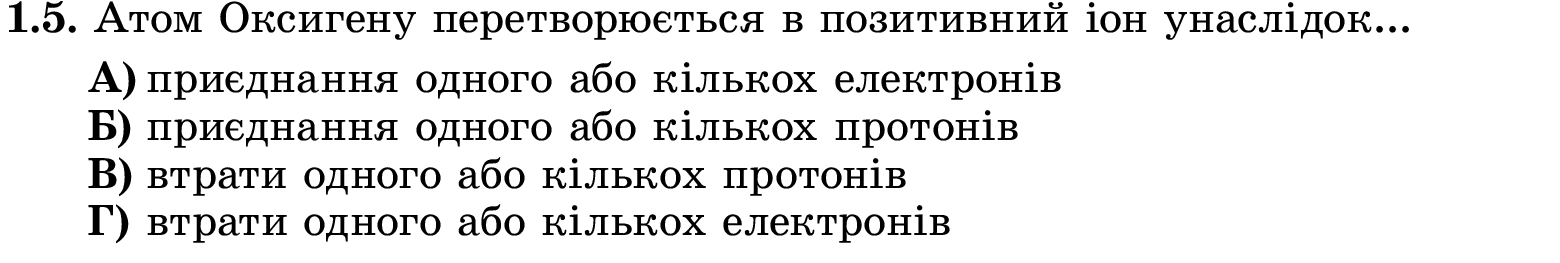 1.5. Атом Оксигену перетворюється в позитивний іон унаслідок...
А) приєднання одного або кількох електронів
Б) приєднання одного або кількох протонів
В) втрати одного або кількох протонів
Г) втрати одного або кількох електронів